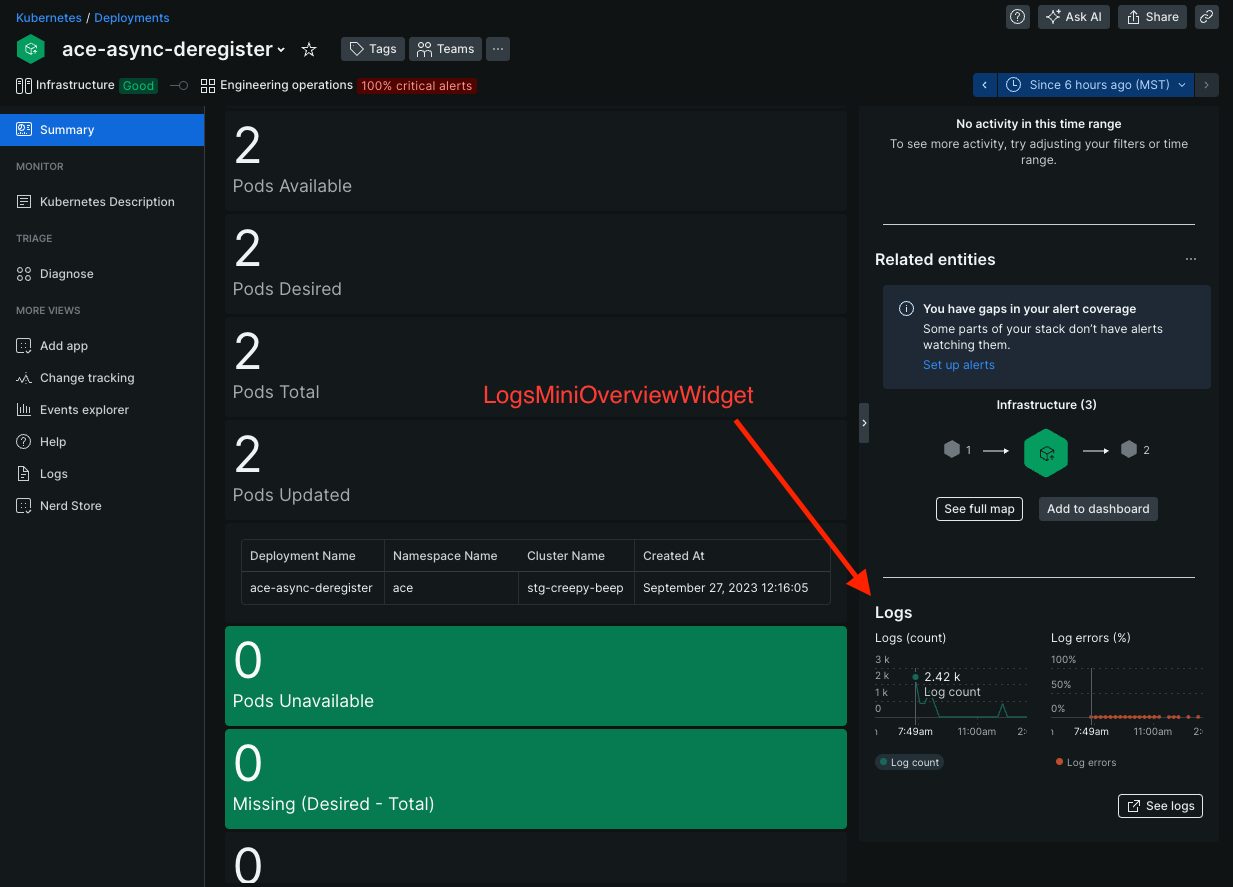 Kubernetes / Deployments
Ask AI
Share
ace-async-deregister
Tags
Teams
Infrastructure Good
Engineering operations 100% critical alerts
Since 6 hours ago (MST)
Summary
MONITOR
Kubernetes Description
TRIAGE
Diagnose
MORE VIEWS
Add app
Change tracking
Events explorer
Help
Logs
Nerd Store
2
Pods Available
2
Pods Desired
2
Pods Total
2
Pods Updated
LogsMiniOverviewWidget
Deployment Name Namespace Name Cluster Name Created At
ace-async-deregister ace stg-creepy-beep September 27, 2023 12:16:05
0
Pods Unavailable
0
Missing (Desired - Total)
0
No activity in this time range
To see more activity, try adjusting your filters or time
range.
Related entities
You have gaps in your alert coverage
Some parts of your stack don't have alerts
watching them.
Set up alerts
Infrastructure (3)
1
2
See full map
Add to dashboard
Logs
Logs (count)
3 k
2 k
1 k
0
2.42 k
Log count
7:49am 11:00am 2:
Log count
Log errors (%)
100%
50%
0%
7:49am 11:00am 2:
Log errors
See logs